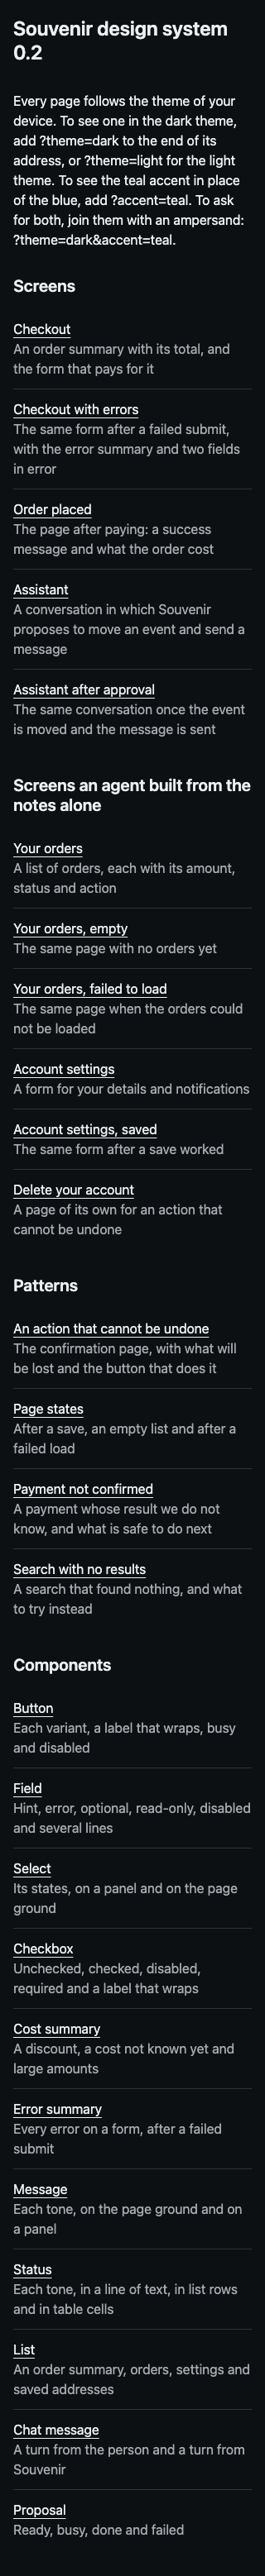 Souvenir design system
0.2
Every page follows the theme of your
device. To see one in the dark theme,
add ?theme=dark to the end of its
address, or ?theme=light for the light
theme. To see the teal accent in place
of the blue, add ?accent=teal. To ask
for both, join them with an ampersand:
?theme=dark&accent=teal.
Screens
Checkout
An order summary with its total, and
the form that pays for it
Checkout with errors
The same form after a failed submit,
with the error summary and two fields
in error
Order placed
The page after paying: a success
message and what the order cost
Assistant
A conversation in which Souvenir
proposes to move an event and send a
message
Assistant after approval
The same conversation once the event
is moved and the message is sent
Screens an agent built from the
notes alone
Your orders
A list of orders, each with its amount,
status and action
Your orders, empty
The same page with no orders yet
Your orders, failed to load
The same page when the orders could
not be loaded
Account settings
A form for your details and notifications
Account settings, saved
The same form after a save worked
Delete your account
A page of its own for an action that
cannot be undone
Patterns
An action that cannot be undone
The confirmation page, with what will
be lost and the button that does it
Page states
After a save, an empty list and after a
failed load
Payment not confirmed
A payment whose result we do not
know, and what is safe to do next
Search with no results
A search that found nothing, and what
to try instead
Components
Button
Each variant, a label that wraps, busy
and disabled
Field
Hint, error, optional, read-only, disabled
and several lines
Select
Its states, on a panel and on the page
ground
Checkbox
Unchecked, checked, disabled,
required and a label that wraps
Cost summary
A discount, a cost not known yet and
large amounts
Error summary
Every error on a form, after a failed
submit
Message
Each tone, on the page ground and on
a panel
Status
Each tone, in a line of text, in list rows
and in table cells
List
An order summary, orders, settings and
saved addresses
Chat message
A turn from the person and a turn from
Souvenir
Proposal
Ready, busy, done and failed